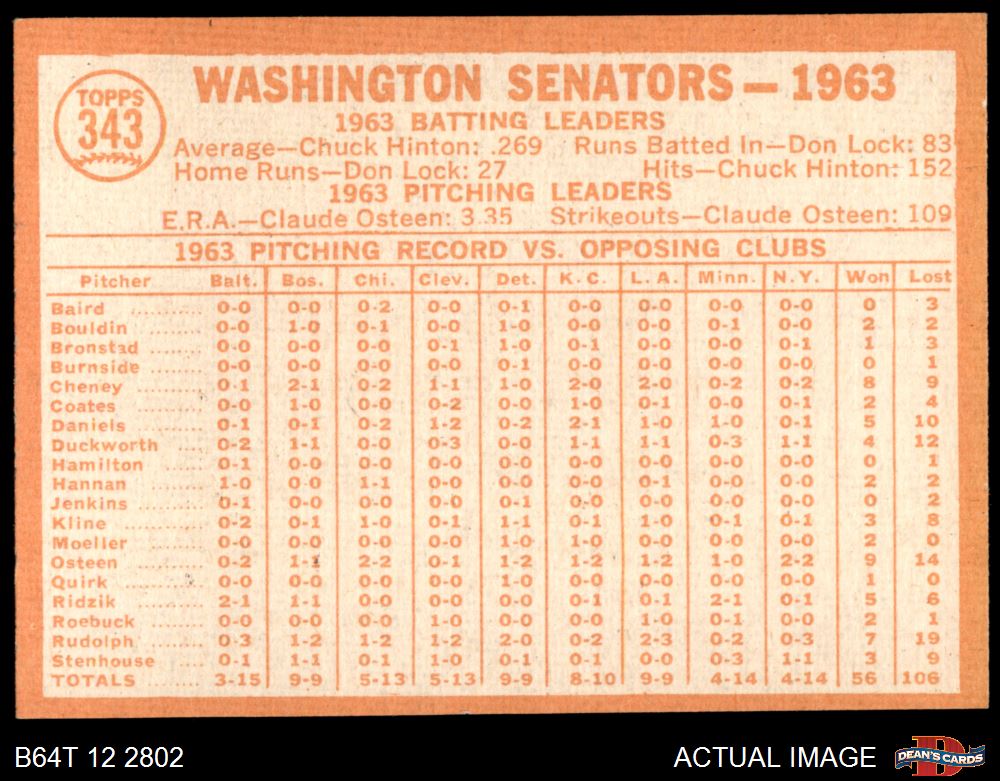 TOPPS
343
WASHINGTON SENATORS — 1963
1963 BATTING LEADERS
Average—Chuck Hinton: .269 Runs Batted In—Don Lock: 83
Home Runs—Don Lock: 27 Hits—Chuck Hinton: 152
1963 PITCHING LEADERS
E.R.A.—Claude Osteen: 3.35 Strikeouts—Claude Osteen: 109
1963 PITCHING RECORD VS. OPPOSING CLUBS
Pitcher Balt. Bos. Chi. Clev. Det. K.C. L.A. Minn. N.Y. Won Lost
Baird .......... 0-0 0-0 0-2 0-0 0-1 0-0 0-0 0-0 0-0 0 3
Bouldin .......... 0-0 1-0 0-1 0-0 1-0 0-0 0-0 0-1 0-0 2 2
Bronstad ....... 0-0 0-0 0-0 0-1 1-0 0-1 0-0 0-0 0-1 1 3
Burnside ....... 0-0 0-0 0-0 0-0 0-1 0-0 0-0 0-0 0-0 0 1
Cheney ......... 0-1 2-1 0-2 1-1 1-0 2-0 2-0 0-2 0-2 8 9
Coates ......... 0-0 1-0 0-0 0-2 0-0 1-0 0-1 0-0 0-1 2 4
Daniels ......... 0-1 0-1 0-2 1-2 0-2 2-1 1-0 1-0 0-1 5 10
Duckworth .... 0-2 1-1 0-0 0-3 0-0 1-1 1-1 0-3 1-1 4 12
Hamilton ...... 0-1 0-0 0-0 0-0 0-0 0-0 0-0 0-0 0-0 0 1
Hannan ......... 1-0 0-0 1-1 0-0 0-0 0-0 0-1 0-0 0-0 2 2
Jenkins ......... 0-1 0-0 0-0 0-0 0-1 0-0 0-0 0-0 0-0 0 2
Kline ............ 0-2 0-1 1-0 0-1 1-1 0-1 1-0 0-1 0-1 3 8
Moeller ........ 0-0 0-0 0-0 0-0 1-0 1-0 0-0 0-0 0-0 2 0
Osteen ......... 0-2 1-1 2-2 0-1 1-2 1-2 1-2 1-0 2-2 9 14
Quirk ............ 0-0 0-0 0-0 0-0 1-0 0-0 0-0 0-0 0-0 1 0
Ridzik .......... 2-1 1-1 0-0 0-0 0-0 0-1 0-1 2-1 0-1 5 6
Roebuck ....... 0-0 0-0 0-0 1-0 0-0 0-0 1-0 0-1 0-0 2 1
Rudolph ........ 0-3 1-2 1-2 1-2 2-0 0-2 2-3 0-2 0-3 7 19
Stenhouse .... 0-1 1-1 0-1 1-0 0-1 0-1 0-0 0-3 1-1 3 9
TOTALS ........ 3-15 9-9 5-13 5-13 9-9 8-10 9-9 4-14 4-14 56 106
B64T 12 2802
ACTUAL IMAGE
DEAN'S CARDS